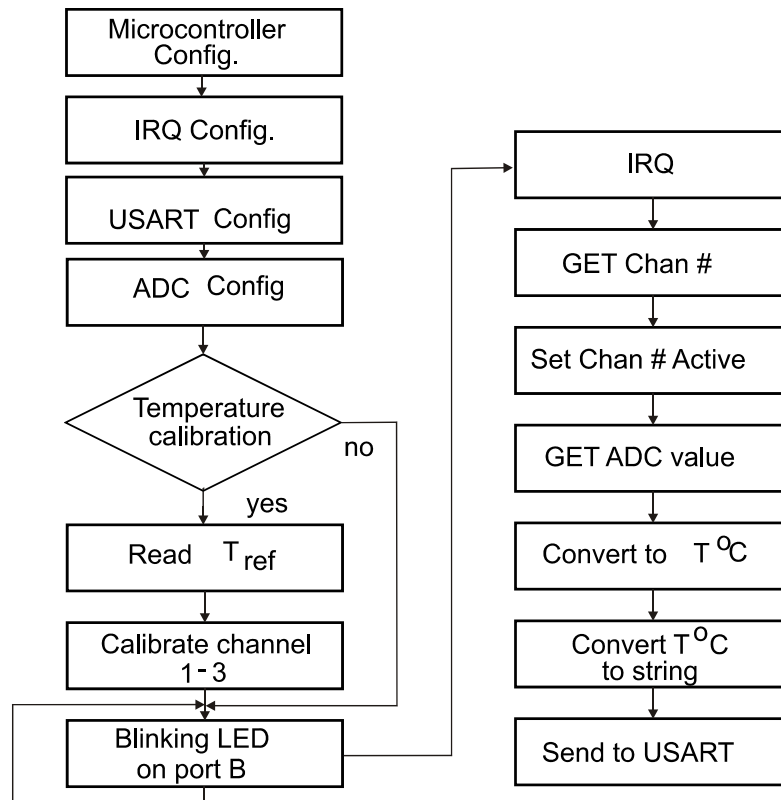 Microcontroller
Config.
IRQ Config.
USART Config
ADC Config
Temperature
calibration
no
yes
Read T ref
Calibrate channel
1-3
Blinking LED
on port B
IRQ
GET Chan #
Set Chan # Active
GET ADC value
Convert to T °C
Convert T°C
to string
Send to USART